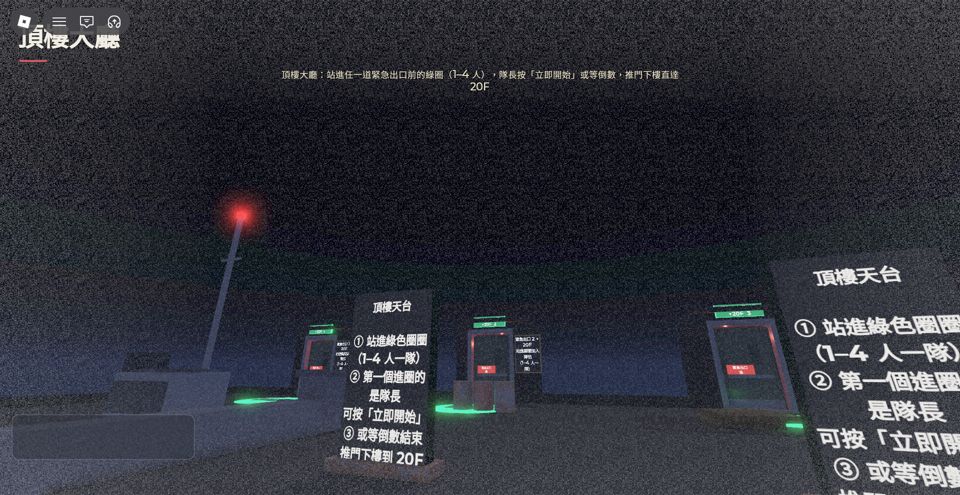 頂樓大廳
頂樓大廳：站進任一道緊急出口前的綠圈（1–4 人），隊長按「立即開始」或等倒數，推門下樓直達
20F
頂樓天台
① 站進綠色圈圈
（1–4 人一隊）
② 第一個進圈的
是隊長
可按「立即開始」
③ 或等倒數結束
推門下樓到 20F
頂樓天台
① 站進綠色圈圈
（1–4 人一隊）
② 第一個進圈的
是隊長
可按「立即開
③ 或等倒數